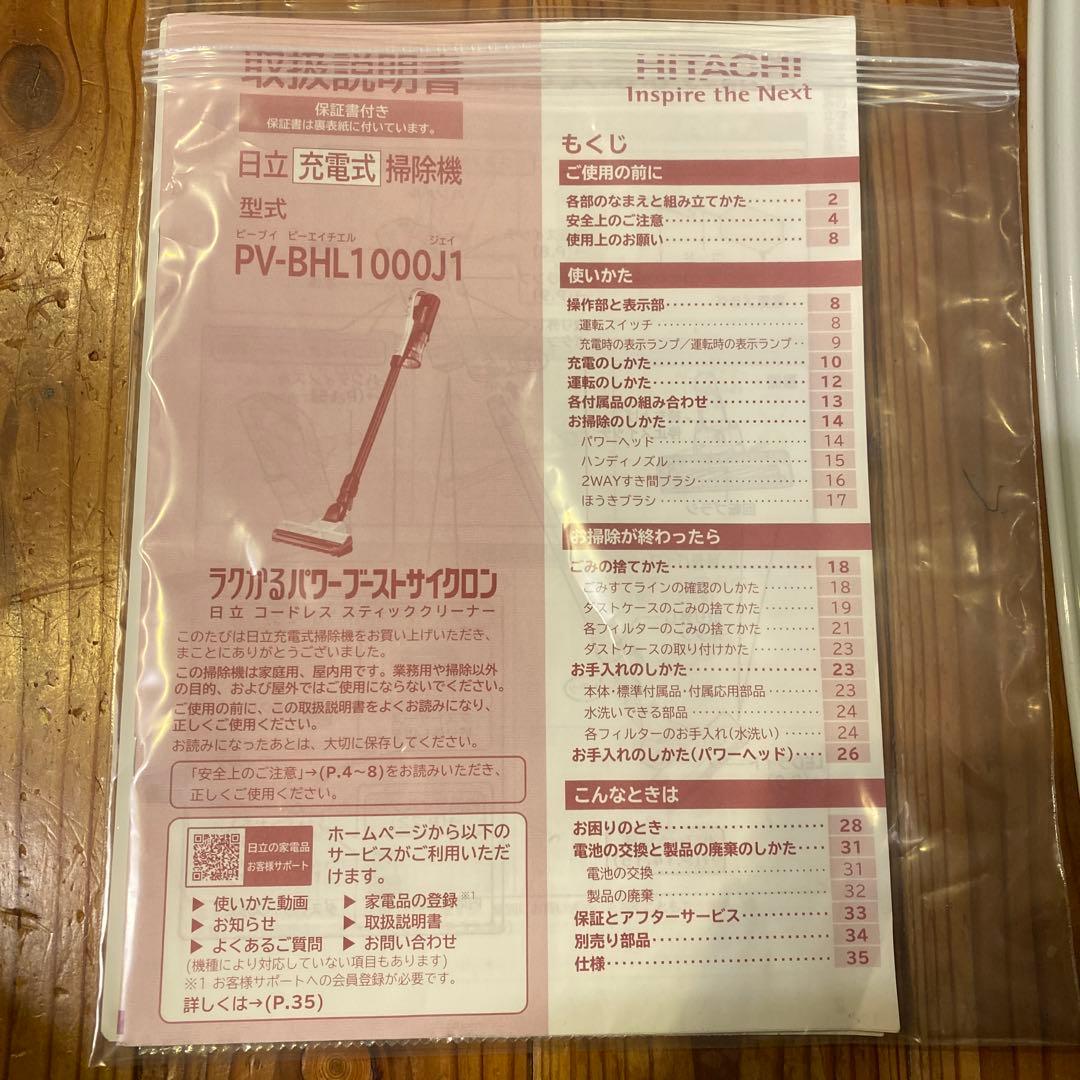 取扱説明書
保証書付き
保証書は裏表紙に付いています。
日立 充電式 掃除機
型式
ピーブイ ビーエイチエル ジェイ
PV-BHL1000J1
ラクかるパワーブーストサイクロン
日立 コードレス スティッククリーナー
このたびは日立充電式掃除機をお買い上げいただき、
まことにありがとうございました。
この掃除機は家庭用、屋内用です。業務用や掃除以外
の目的、および屋外ではご使用にならないでください。
ご使用の前に、この取扱説明書をよくお読みになり、
正しくご使用ください。
お読みになったあとは、大切に保存してください。
「安全上のご注意」→(P.4~8)をお読みいただき、
正しくご使用ください。
日立の家電品
お客様サポート
ホームページから以下の
サービスがご利用いただ
けます。
▶ 使いかた動画 ▶ 家電品の登録※1
▶ お知らせ ▶ 取扱説明書
▶ よくあるご質問 ▶ お問い合わせ
(機種により対応していない項目もあります)
※1 お客様サポートへの会員登録が必要です。
詳しくは→(P.35)
HITACHI
Inspire the Next
もくじ
ご使用の前に
各部のなまえと組み立てかた 2
安全上のご注意 4
使用上のお願い 8
使いかた
操作部と表示部 8
運転スイッチ 8
充電時の表示ランプ/運転時の表示ランプ 9
充電のしかた 10
運転のしかた 12
各付属品の組み合わせ 13
お掃除のしかた 14
パワーヘッド 14
ハンディノズル 15
2WAYすき間ブラシ 16
ほうきブラシ 17
お掃除が終わったら
ごみの捨てかた 18
ごみすてラインの確認のしかた 18
ダストケースのごみの捨てかた 19
各フィルターのごみの捨てかた 21
ダストケースの取り付けかた 23
お手入れのしかた 23
本体・標準付属品・付属応用部品 23
水洗いできる部品 24
各フィルターのお手入れ(水洗い) 24
お手入れのしかた(パワーヘッド) 26
こんなときは
お困りのとき 28
電池の交換と製品の廃棄のしかた 31
電池の交換 31
製品の廃棄 32
保証とアフターサービス 33
別売り部品 34
仕様 35